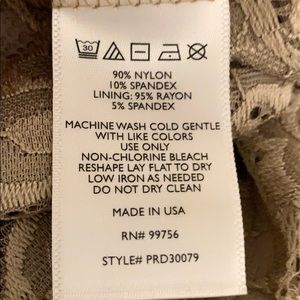 30
90% NYLON
10% SPANDEX
LINING: 95% RAYON
5% SPANDEX
MACHINE WASH COLD GENTLE
WITH LIKE COLORS
USE ONLY
NON-CHLORINE BLEACH
RESHAPE LAY FLAT TO DRY
LOW IRON AS NEEDED
DO NOT DRY CLEAN
MADE IN USA
RN# 99756
STYLE# PRD30079